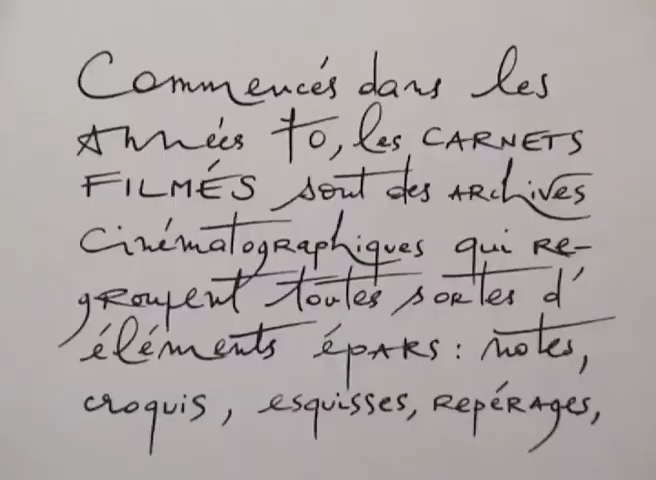 Commencés dans les
Années 70, les CARNETS
FILMÉS sont des ARchives
Cinématographiques qui RE-
gRoupent toutes sortes d'
éléments épARS : notes,
croquis, esquisses, Repérages,